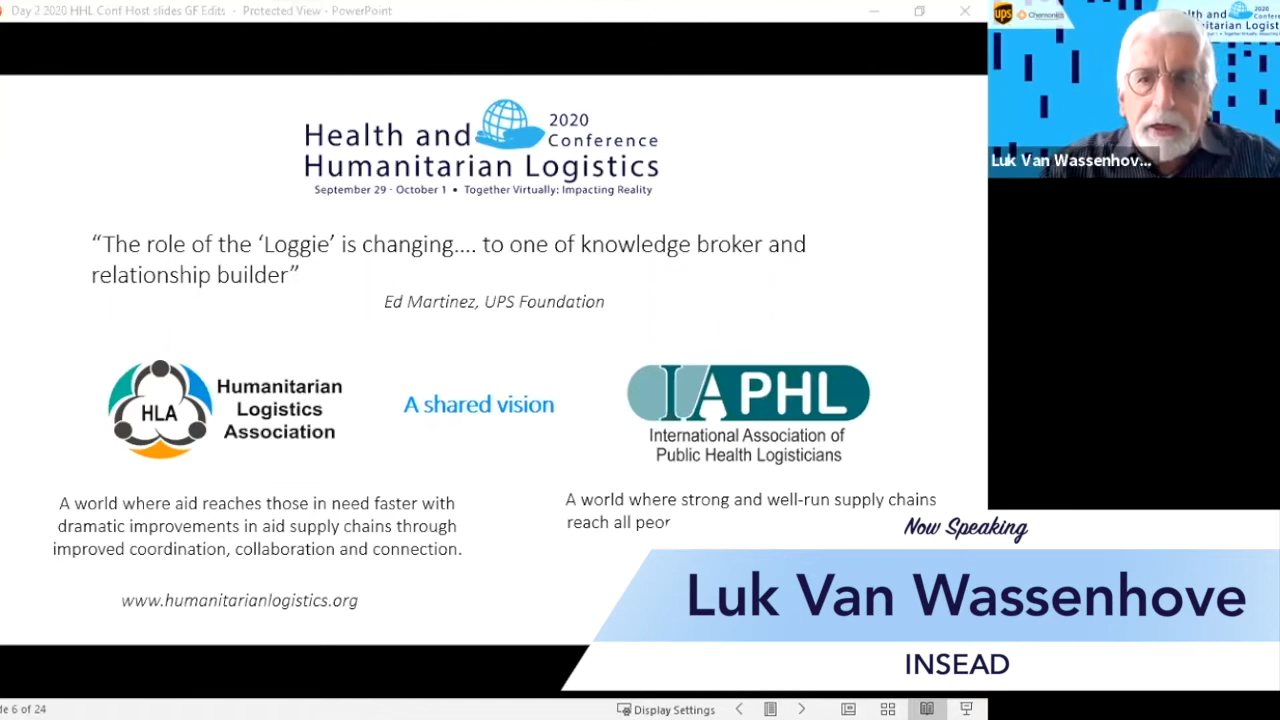 Day 2 2020 HHL Conf Host slides GF Edits - Protected View - PowerPoint
ups Chemonics
2020
Luk Van Wassenhov...
Health and 2020
Conference
Humanitarian Logistics
September 29 - October 1 • Together Virtually: Impacting Reality
“The role of the ‘Loggie’ is changing.... to one of knowledge broker and
relationship builder”
Ed Martinez, UPS Foundation
HLA
Humanitarian
Logistics
Association
A shared vision
IAPHL
International Association of
Public Health Logisticians
A world where aid reaches those in need faster with
dramatic improvements in aid supply chains through
improved coordination, collaboration and connection.
www.humanitarianlogistics.org
A world where strong and well-run supply chains
reach all
Now Speaking
Luk Van Wassenhove
INSEAD
6 of 24
Display Settings